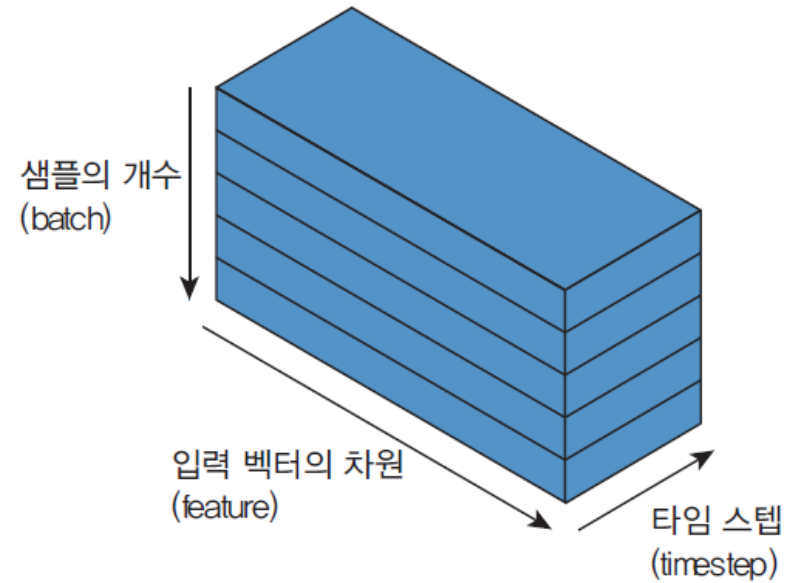 샘플의 개수
(batch)
입력 벡터의 차원
(feature)
타임 스텝
(timestep)